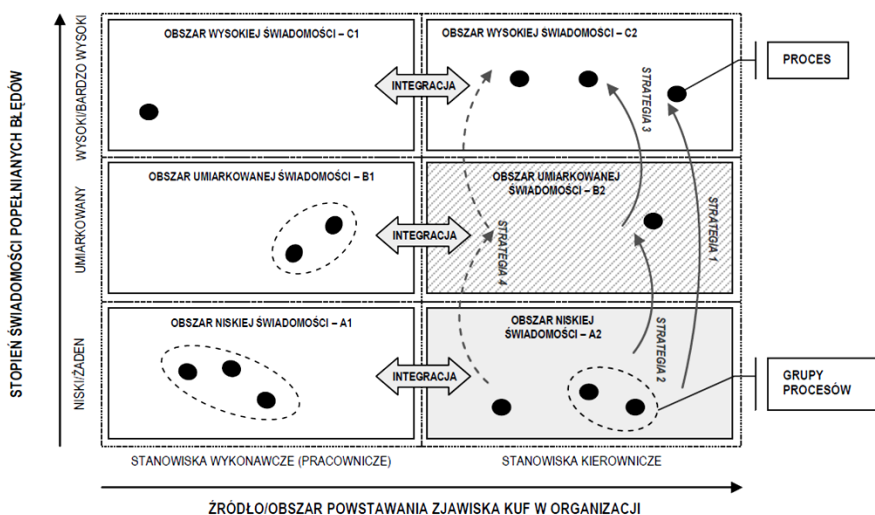 STOPIEŃ ŚWIADOMOŚCI POPEŁNIANYCH BŁĘDÓW
WYSOKI/BARDZO WYSOKI
UMIARKOWANY
NISKI/ŻADEN
OBSZAR WYSOKIEJ ŚWIADOMOŚCI – C1
OBSZAR WYSOKIEJ ŚWIADOMOŚCI – C2
INTEGRACJA
STRATEGIA 3
PROCES
OBSZAR UMIARKOWANEJ ŚWIADOMOŚCI – B1
OBSZAR UMIARKOWANEJ
ŚWIADOMOŚCI – B2
INTEGRACJA
STRATEGIA 4
STRATEGIA 1
OBSZAR NISKIEJ ŚWIADOMOŚCI – A1
OBSZAR NISKIEJ
ŚWIADOMOŚCI – A2
INTEGRACJA
STRATEGIA 2
GRUPY
PROCESÓW
STANOWISKA WYKONAWCZE (PRACOWNICZE)
STANOWISKA KIEROWNICZE
ŹRÓDŁO/OBSZAR POWSTAWANIA ZJAWISKA KUF W ORGANIZACJI